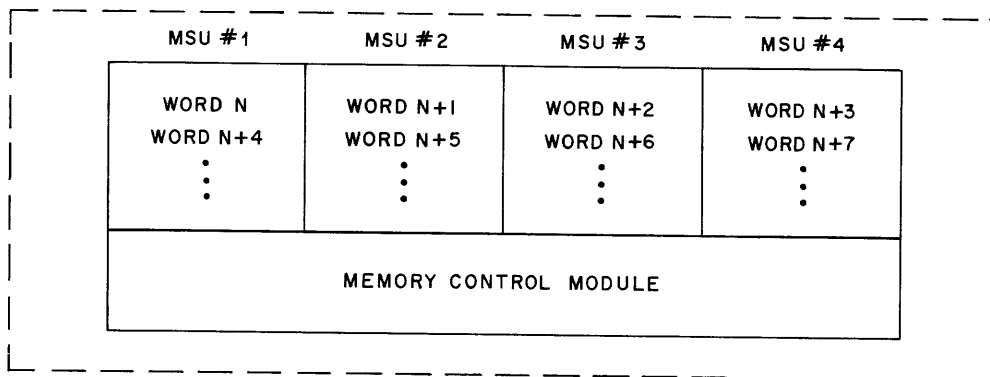 MSU #1 MSU #2 MSU #3 MSU #4
WORD N WORD N+1 WORD N+2 WORD N+3
WORD N+4 WORD N+5 WORD N+6 WORD N+7
MEMORY CONTROL MODULE